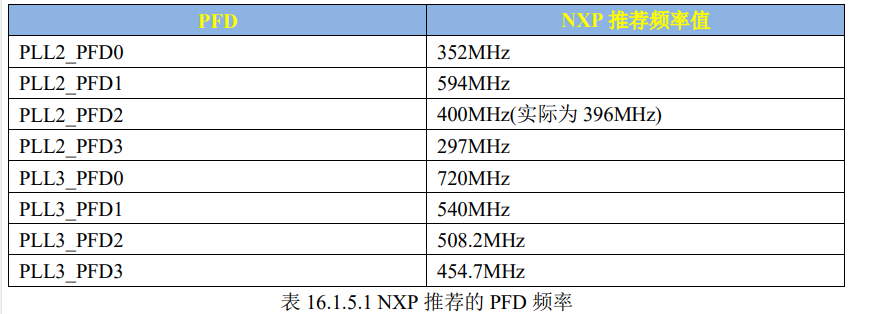 PFD NXP 推荐频率值
PLL2_PFD0 352MHz
PLL2_PFD1 594MHz
PLL2_PFD2 400MHz(实际为 396MHz)
PLL2_PFD3 297MHz
PLL3_PFD0 720MHz
PLL3_PFD1 540MHz
PLL3_PFD2 508.2MHz
PLL3_PFD3 454.7MHz
表 16.1.5.1 NXP 推荐的 PFD 频率